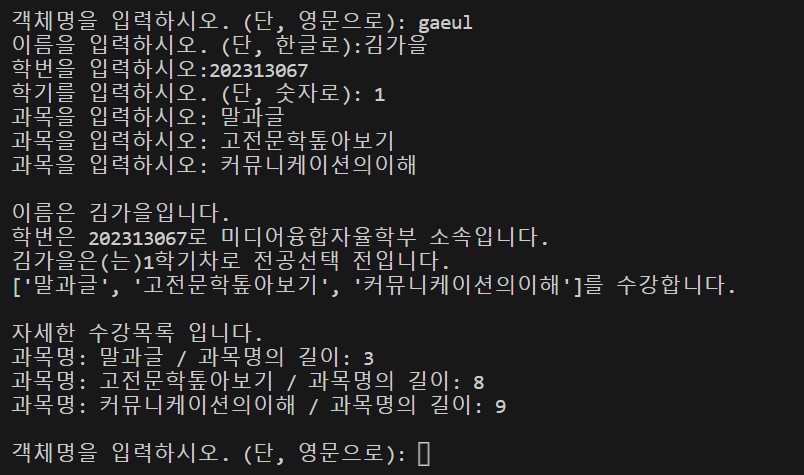 객체명을 입력하시오. (단, 영문으로): gaeul
이름을 입력하시오. (단, 한글로):김가을
학번을 입력하시오:202313067
학기를 입력하시오. (단, 숫자로): 1
과목을 입력하시오: 말과글
과목을 입력하시오: 고전문학톺아보기
과목을 입력하시오: 커뮤니케이션의이해
이름은 김가을입니다.
학번은 202313067로 미디어융합자율학부 소속입니다.
김가을은(는)1학기차로 전공선택 전입니다.
['말과글', '고전문학톺아보기', '커뮤니케이션의이해']를 수강합니다.
자세한 수강목록 입니다.
과목명: 말과글 / 과목명의 길이: 3
과목명: 고전문학톺아보기 / 과목명의 길이: 8
과목명: 커뮤니케이션의이해 / 과목명의 길이: 9
객체명을 입력하시오. (단, 영문으로):